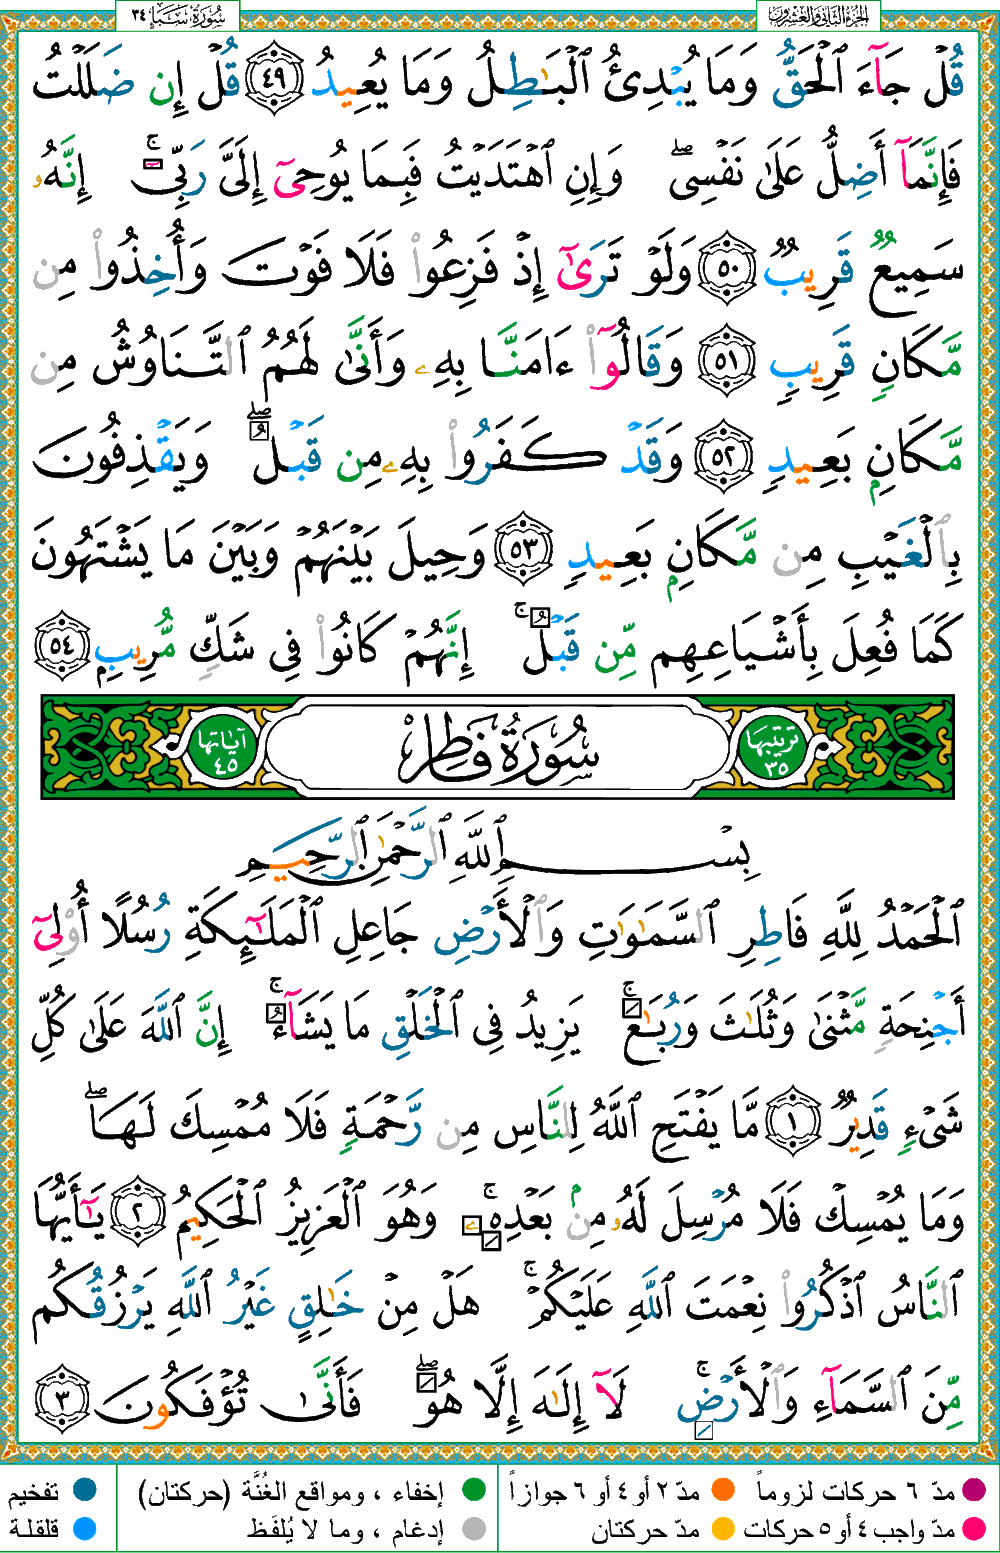 الجزء الثاني والعشرون
سُورَةُ سَبَإٍ ٣٤
قُلْ جَآءَ ٱلْحَقُّ وَمَا يُبْدِئُ ٱلْبَـٰطِلُ وَمَا يُعِيدُ ٤٩ قُلْ إِن ضَلَلْتُ
فَإِنَّمَآ أَضِلُّ عَلَىٰ نَفْسِى ۖ وَإِنِ ٱهْتَدَيْتُ فَبِمَا يُوحِىٓ إِلَىَّ رَبِّىٓ ۚ إِنَّهُۥ
سَمِيعٌ قَرِيبٌ ٥٠ وَلَوْ تَرَىٰٓ إِذْ فَزِعُوا۟ فَلَا فَوْتَ وَأُخِذُوا۟ مِن
مَّكَانٍ قَرِيبٍ ٥١ وَقَالُوٓا۟ ءَامَنَّا بِهِۦ وَأَنَّىٰ لَهُمُ ٱلتَّنَاوُشُ مِن
مَّكَانٍۭ بَعِيدٍ ٥٢ وَقَدْ كَفَرُوا۟ بِهِۦ مِن قَبْلُ ۖ وَيَقْذِفُونَ
بِٱلْغَيْبِ مِن مَّكَانٍۭ بَعِيدٍ ٥٣ وَحِيلَ بَيْنَهُمْ وَبَيْنَ مَا يَشْتَهُونَ
كَمَا فُعِلَ بِأَشْيَاعِهِم مِّن قَبْلُ ۚ إِنَّهُمْ كَانُوا۟ فِى شَكٍّ مُّرِيبٍۭ ٥٤
ترتيبها ٣٥ سُورَةُ فَاطِرٍ آياتها ٤٥
بِسْمِ ٱللَّهِ ٱلرَّحْمَـٰنِ ٱلرَّحِيمِ
ٱلْحَمْدُ لِلَّهِ فَاطِرِ ٱلسَّمَـٰوَٰتِ وَٱلْأَرْضِ جَاعِلِ ٱلْمَلَـٰٓئِكَةِ رُسُلًا أُو۟لِىٓ
أَجْنِحَةٍ مَّثْنَىٰ وَثُلَـٰثَ وَرُبَـٰعَ ۚ يَزِيدُ فِى ٱلْخَلْقِ مَا يَشَآءُ ۚ إِنَّ ٱللَّهَ عَلَىٰ كُلِّ
شَىْءٍ قَدِيرٌ ١ مَّا يَفْتَحِ ٱللَّهُ لِلنَّاسِ مِن رَّحْمَةٍ فَلَا مُمْسِكَ لَهَا ۖ
وَمَا يُمْسِكْ فَلَا مُرْسِلَ لَهُۥ مِنۢ بَعْدِهِۦ ۚ وَهُوَ ٱلْعَزِيزُ ٱلْحَكِيمُ ٢ يَـٰٓأَيُّهَا
ٱلنَّاسُ ٱذْكُرُوا۟ نِعْمَتَ ٱللَّهِ عَلَيْكُمْ ۚ هَلْ مِنْ خَـٰلِقٍ غَيْرُ ٱللَّهِ يَرْزُقُكُم
مِّنَ ٱلسَّمَآءِ وَٱلْأَرْضِ ۚ لَآ إِلَـٰهَ إِلَّا هُوَ ۖ فَأَنَّىٰ تُؤْفَكُونَ ٣
مدّ ٦ حركات لزوماً مدّ ٢ أو ٤ أو ٦ جوازاً إخفاء ، ومواقع الغُنَّة (حركتان) تفخيم
مدّ واجب ٤ أو ٥ حركات مدّ حركتان إدغام ، وما لا يُلفَظ قلقلة